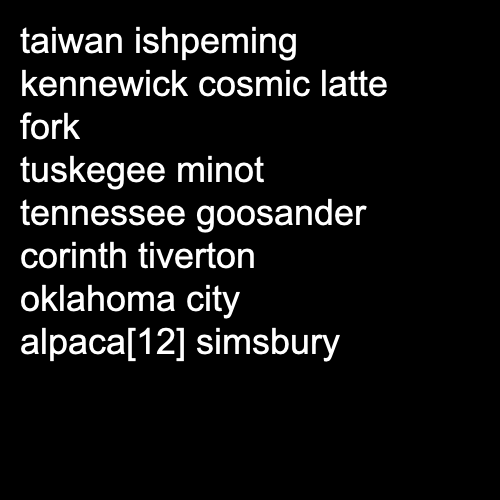 taiwan ishpeming
kennewick cosmic latte
fork
tuskegee minot
tennessee goosander
corinth tiverton
oklahoma city
alpaca[12] simsbury